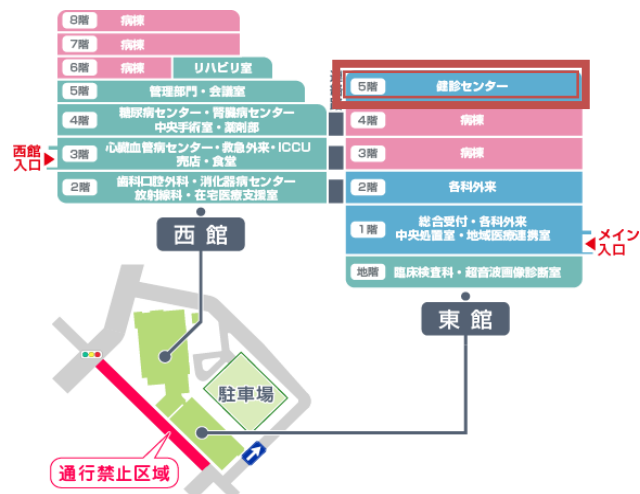 8階 病棟
7階 病棟
6階 病棟 リハビリ室
5階 管理部門・会議室
4階 糖尿病センター・腎臓病センター
中央手術室・薬剤部
西館
入口
3階 心臓血管病センター・救急外来・ICCU
売店・食堂
2階 歯科口腔外科・消化器病センター
放射線科・在宅医療支援室
西館
5階 健診センター
4階 病棟
3階 病棟
2階 各科外来
1階 総合受付・各科外来
中央処置室・地域医療連携室
メイン
入口
地階 臨床検査科・超音波画像診断室
東館
駐車場
通行禁止区域